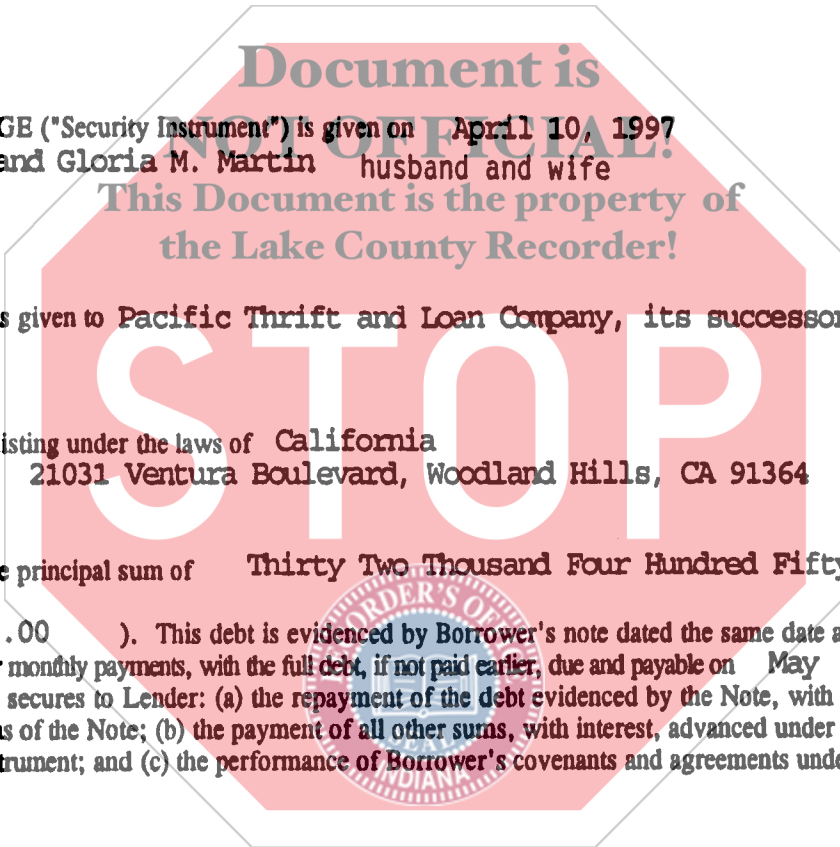 Document is
GE ("Security Instrument") is given on April 10, 1997
NOT OFFICIAL!
and Gloria M. Martin husband and wife
This Document is the property of
the Lake County Recorder!
s given to Pacific Thrift and Loan Company, its successor
STOP
isting under the laws of California
21031 Ventura Boulevard, Woodland Hills, CA 91364
e principal sum of Thirty Two Thousand Four Hundred Fifty
.00 ). This debt is evidenced by Borrower's note dated the same date a
monthly payments, with the full debt, if not paid earlier, due and payable on May
secures to Lender: (a) the repayment of the debt evidenced by the Note, with
s of the Note; (b) the payment of all other sums, with interest, advanced under
trument; and (c) the performance of Borrower's covenants and agreements unde
RDER'S O
SEAL
INDIANA